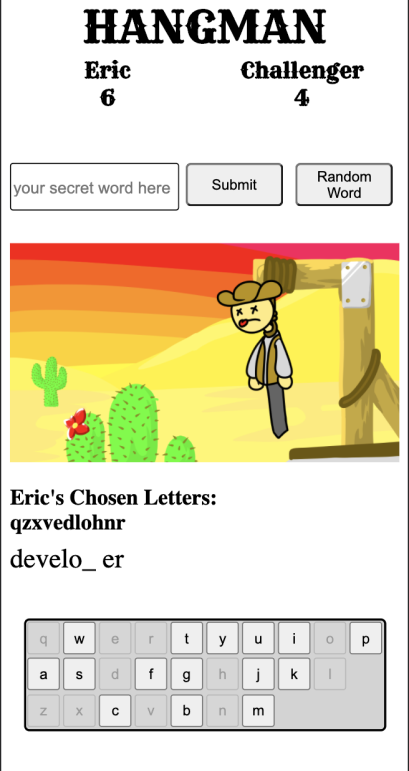 HANGMAN
Eric Challenger
6 4
your secret word here Submit Random
Word
Eric's Chosen Letters:
qzxvedlohnr
develo_ er
q w e r t y u i o p
a s d f g h j k l
z x c v b n m